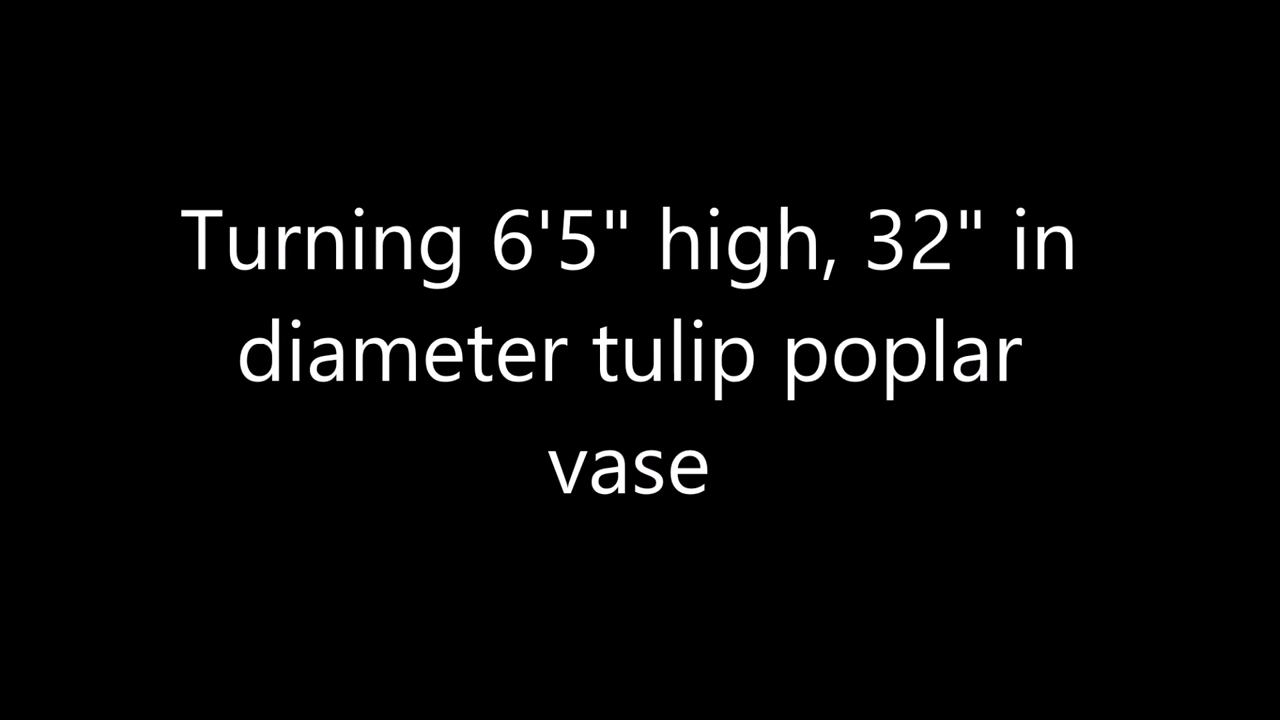 Turning 6'5" high, 32" in
diameter tulip poplar
vase